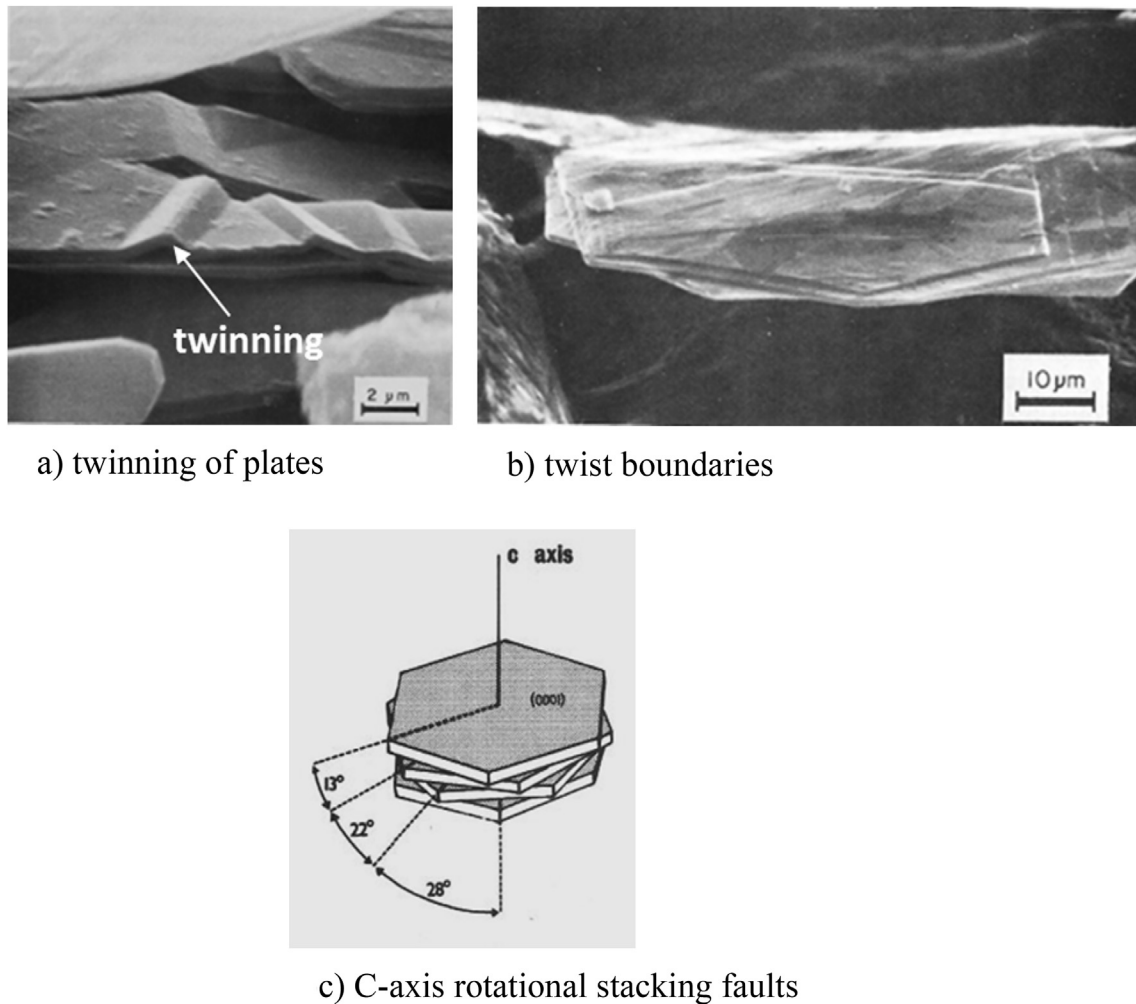 twinning
2 μm
10 μm
a) twinning of plates
b) twist boundaries
c axis
(0001)
13°
22°
28°
c) C-axis rotational stacking faults